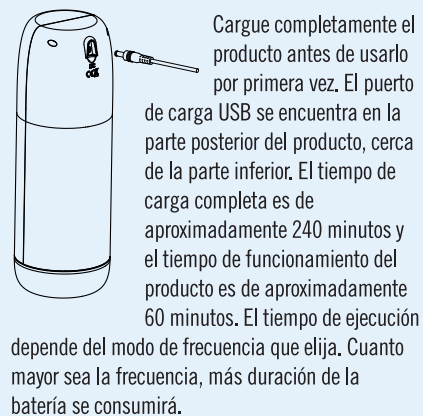 Cargue completamente el
producto antes de usarlo
por primera vez. El puerto
de carga USB se encuentra en la
parte posterior del producto, cerca
de la parte inferior. El tiempo de
carga completa es de
aproximadamente 240 minutos y
el tiempo de funcionamiento del
producto es de aproximadamente
60 minutos. El tiempo de ejecución
depende del modo de frecuencia que elija. Cuanto
mayor sea la frecuencia, más duración de la
batería se consumirá.